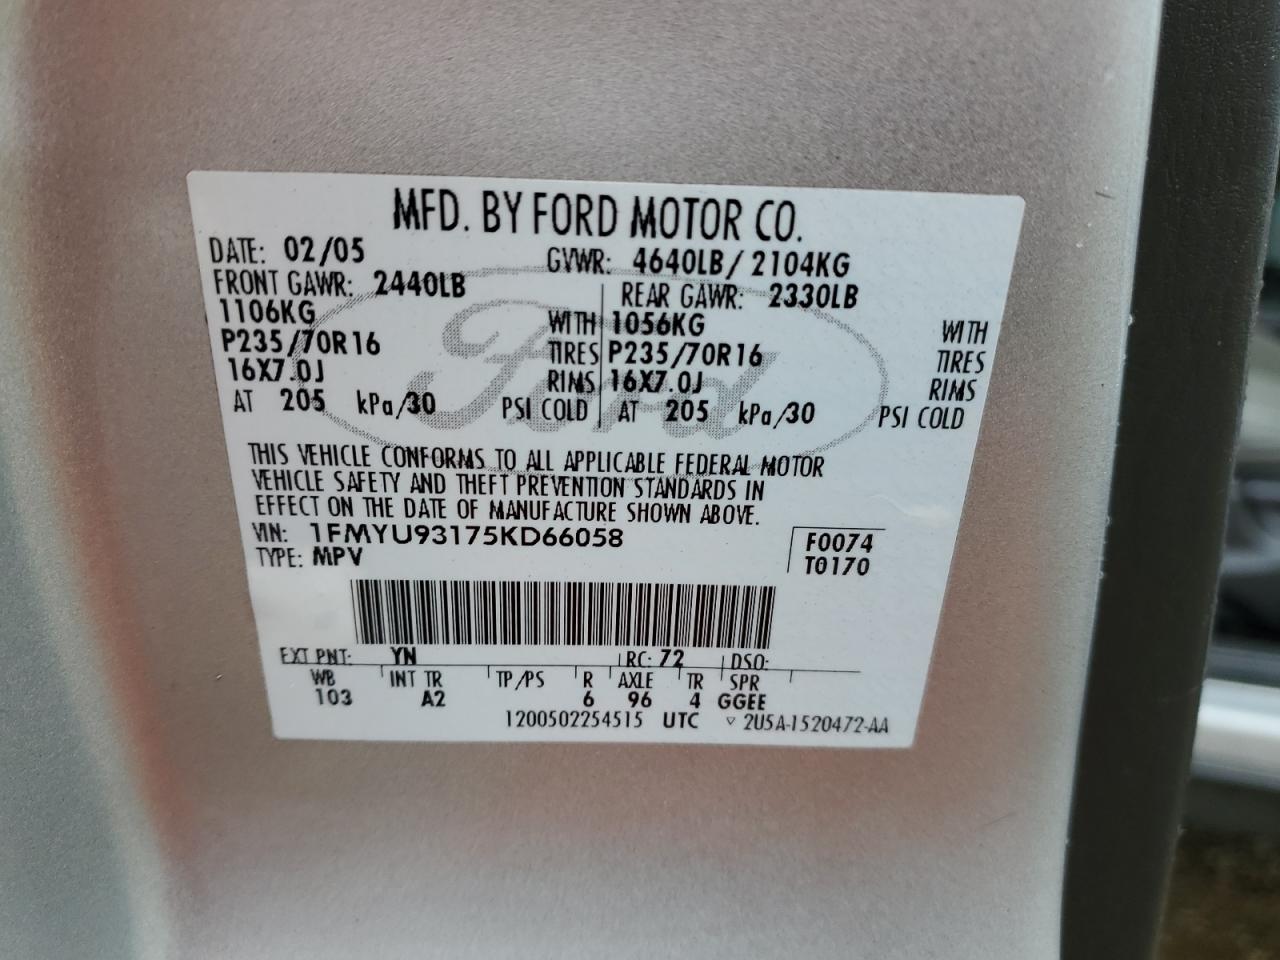 MFD. BY FORD MOTOR CO.
DATE: 02/05 GVWR: 4640LB/ 2104KG
FRONT GAWR: 2440LB REAR GAWR: 2330LB
1106KG WITH 1056KG WITH
P235/70R16 TIRES P235/70R16 TIRES
16X7.0J RIMS 16X7.0J RIMS
AT 205 kPa/30 PSI COLD AT 205 kPa/30 PSI COLD
Ford
THIS VEHICLE CONFORMS TO ALL APPLICABLE FEDERAL MOTOR
VEHICLE SAFETY AND THEFT PREVENTION STANDARDS IN
EFFECT ON THE DATE OF MANUFACTURE SHOWN ABOVE.
VIN: 1FMYU93175KD66058 F0074
TYPE: MPV T0170
EXT PNT: YN RC: 72 DSO:
WB INT TR TP/PS R AXLE TR SPR
103 A2 6 96 4 GGEE
1200502254515 UTC ▽ 2U5A-1520472-AA